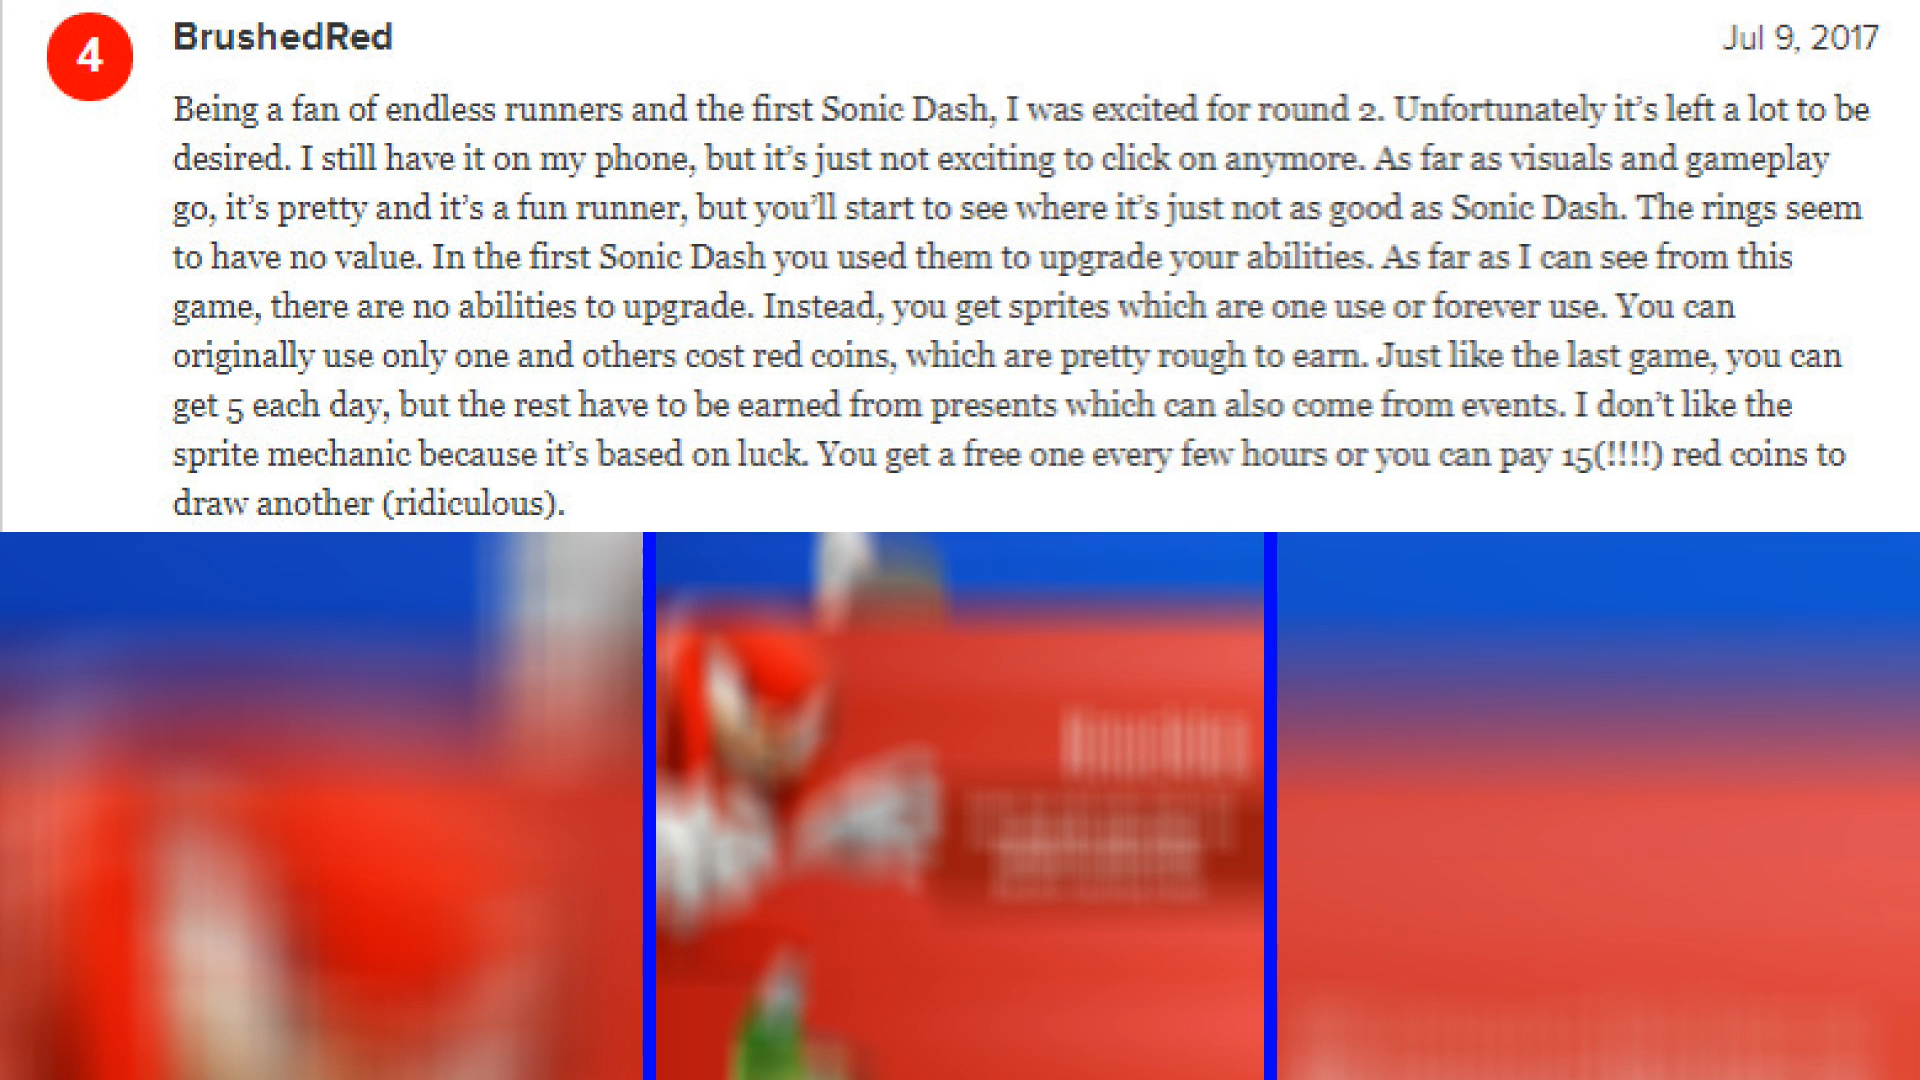 4
BrushedRed
Jul 9, 2017
Being a fan of endless runners and the first Sonic Dash, I was excited for round 2. Unfortunately it’s left a lot to be
desired. I still have it on my phone, but it’s just not exciting to click on anymore. As far as visuals and gameplay
go, it’s pretty and it’s a fun runner, but you’ll start to see where it’s just not as good as Sonic Dash. The rings seem
to have no value. In the first Sonic Dash you used them to upgrade your abilities. As far as I can see from this
game, there are no abilities to upgrade. Instead, you get sprites which are one use or forever use. You can
originally use only one and others cost red coins, which are pretty rough to earn. Just like the last game, you can
get 5 each day, but the rest have to be earned from presents which can also come from events. I don’t like the
sprite mechanic because it’s based on luck. You get a free one every few hours or you can pay 15(!!!!) red coins to
draw another (ridiculous).